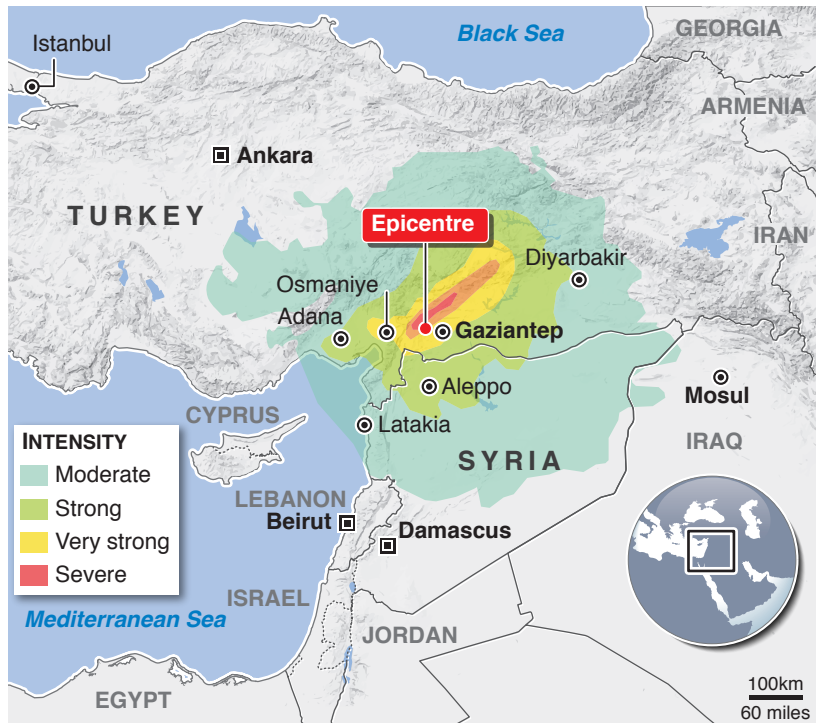 Istanbul
Black Sea
GEORGIA
ARMENIA
Ankara
TURKEY
Epicentre
IRAN
Diyarbakir
Osmaniye
Adana
Gaziantep
Aleppo
Mosul
CYPRUS
Latakia
IRAQ
SYRIA
INTENSITY
Moderate
Strong
Very strong
Severe
LEBANON
Beirut
Damascus
ISRAEL
Mediterranean Sea
JORDAN
EGYPT
100km
60 miles